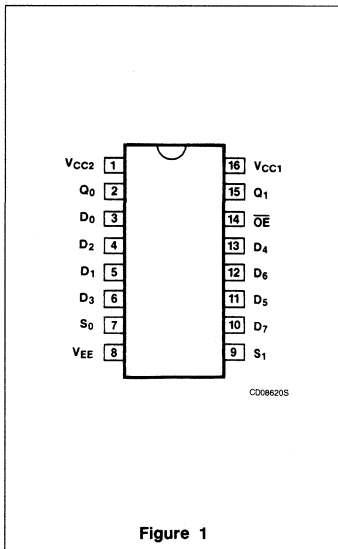 VCC2 1 16 VCC1
Q0 2 15 Q1
D0 3 14 OE
D2 4 13 D4
D1 5 12 D6
D3 6 11 D5
S0 7 10 D7
VEE 8 9 S1
CD08620S
Figure 1